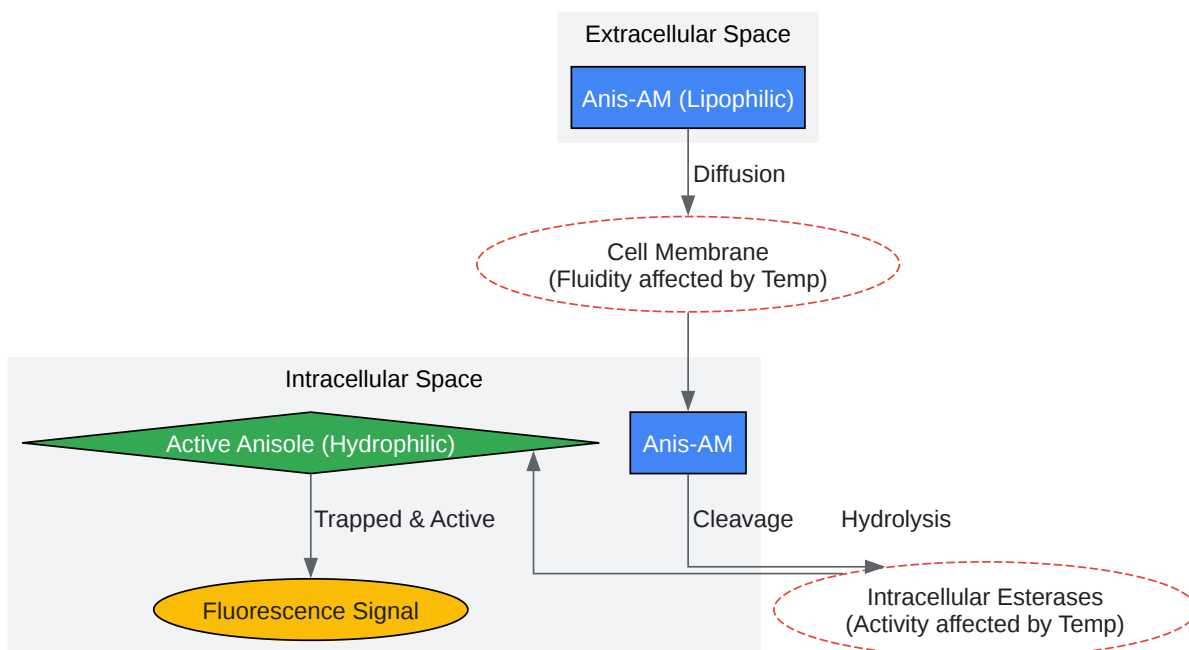 Extracellular Space
Anis-AM (Lipophilic)
Diffusion
Cell Membrane
(Fluidity affected by Temp)
Intracellular Space
Active Anisole (Hydrophilic)
Anis-AM
Trapped & Active
Cleavage
Hydrolysis
Fluorescence Signal
Intracellular Esterases
(Activity affected by Temp)